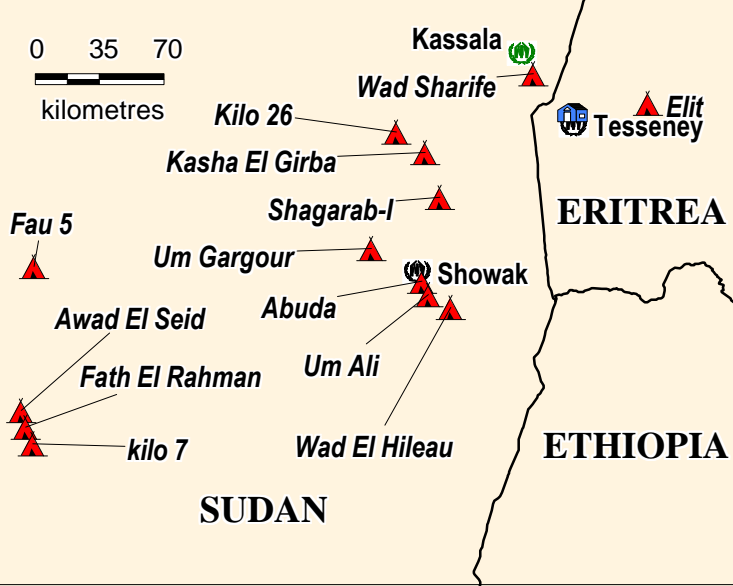 Kassala
0 35 70
kilometres
Wad Sharife
Kilo 26
Elit
Tesseney
Kasha El Girba
Shagarab-I
ERITREA
Fau 5
Um Gargour
Showak
Abuda
Awad El Seid
Um Ali
Fath El Rahman
Wad El Hileau
kilo 7
ETHIOPIA
SUDAN